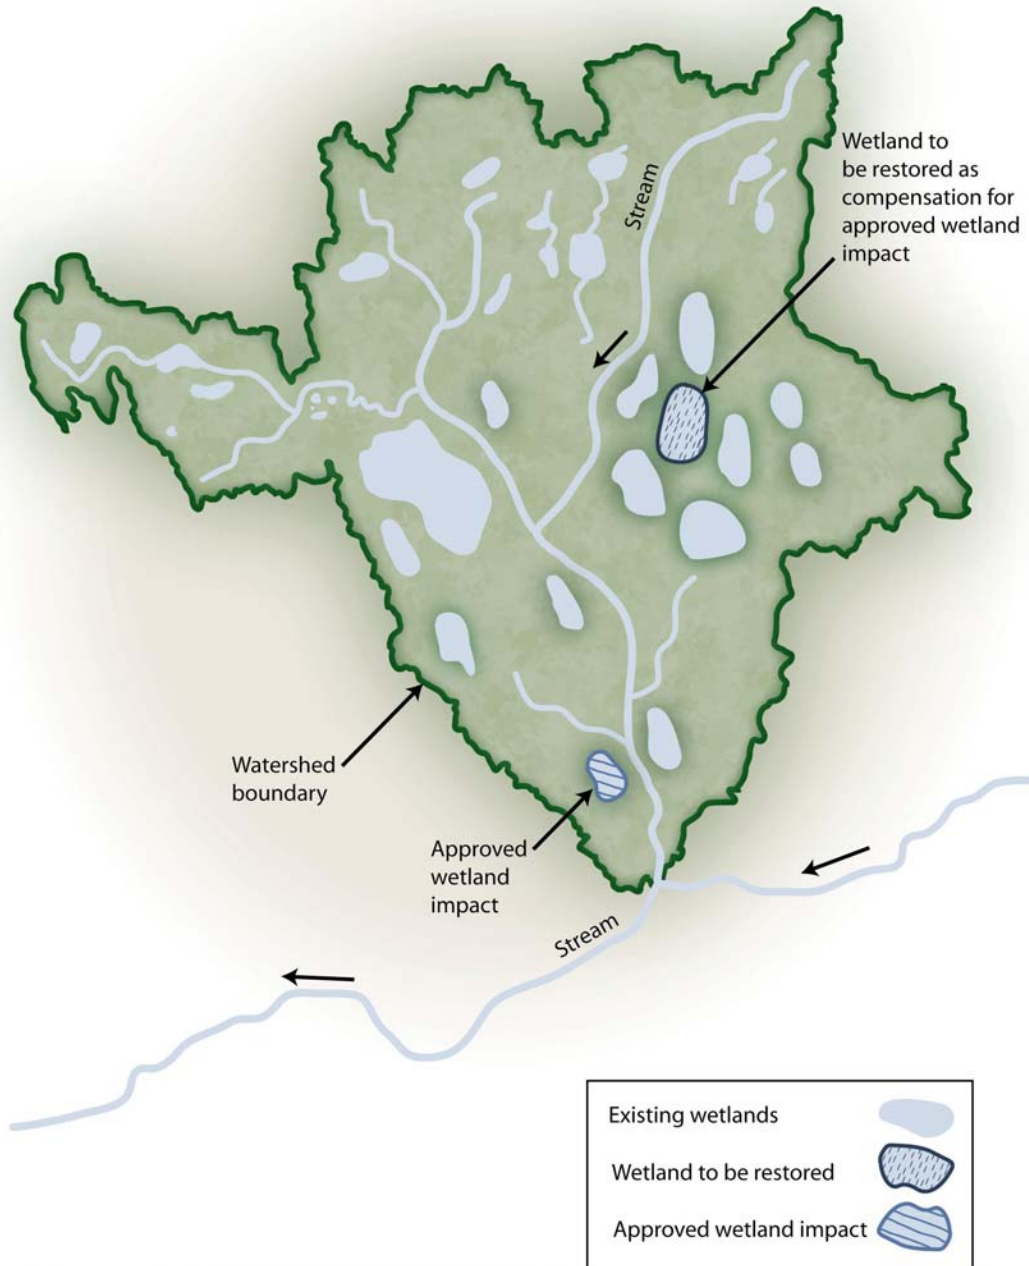 Wetland to
be restored as
compensation for
approved wetland
impact
Stream
Watershed
boundary
Approved
wetland
impact
Stream
Existing wetlands
Wetland to be restored
Approved wetland impact